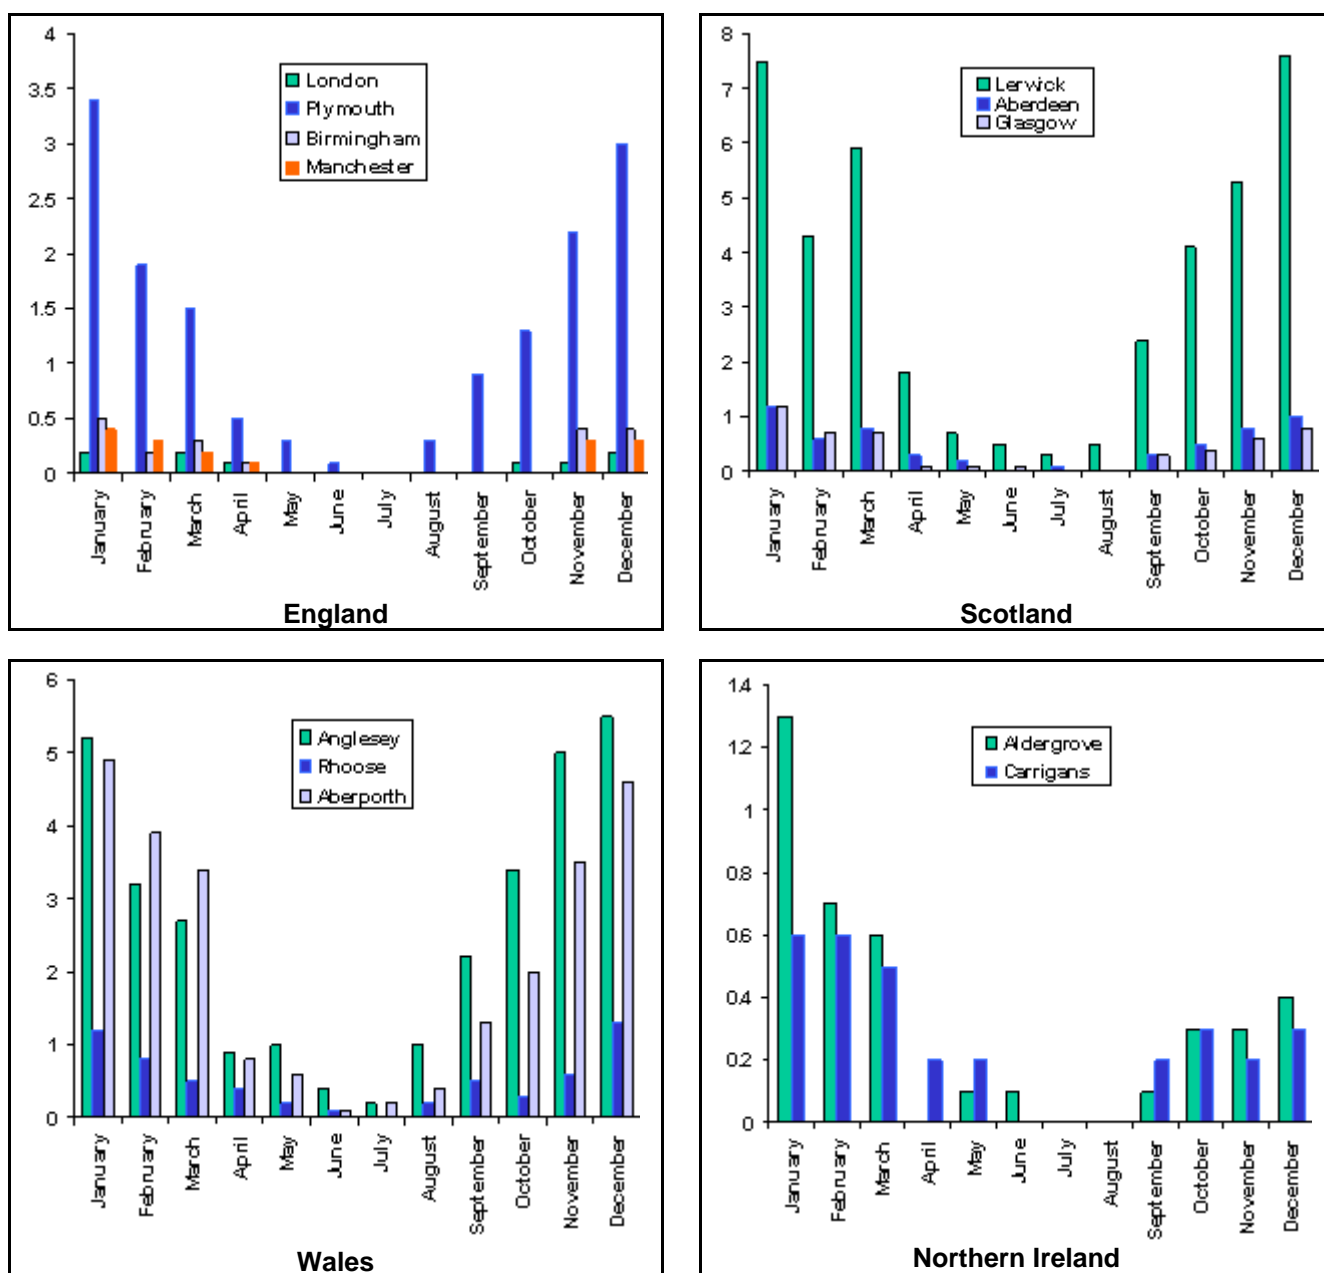 4
3.5
3
2.5
2
1.5
1
0.5
0
London
Plymouth
Birmingham
Manchester
January
February
March
April
May
June
July
August
September
October
November
December
England
8
7
6
5
4
3
2
1
0
Lerwick
Aberdeen
Glasgow
January
February
March
April
May
June
July
August
September
October
November
December
Scotland
6
5
4
3
2
1
0
Anglesey
Rhoose
Aberporth
January
February
March
April
May
June
July
August
September
October
November
December
Wales
1.4
1.2
1
0.8
0.6
0.4
0.2
0
Aldergrove
Carrigans
January
February
March
April
May
June
July
August
September
October
November
December
Northern Ireland